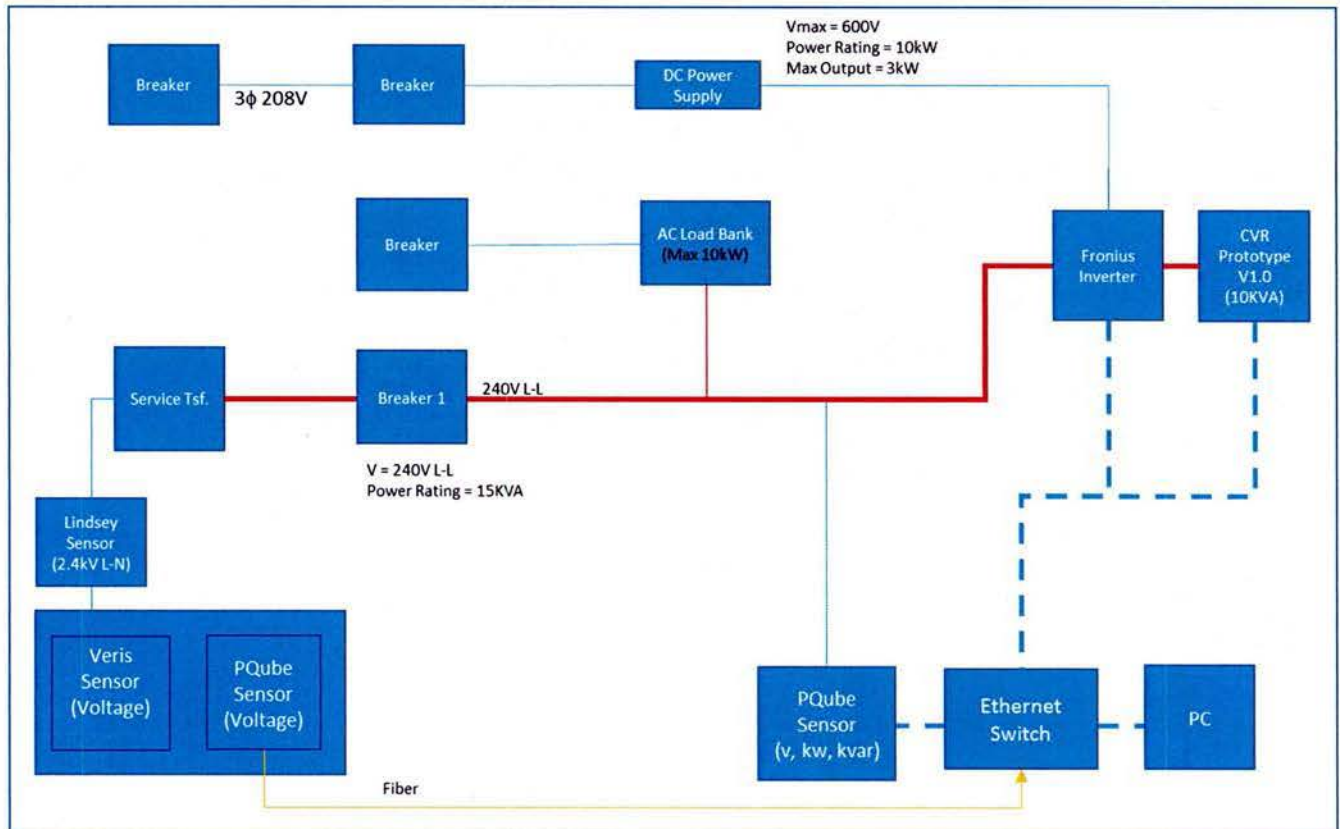 Vmax = 600V
Power Rating = 10kW
Max Output = 3kW
Breaker
3ϕ 208V
Breaker
DC Power
Supply
Breaker
AC Load Bank
(Max 10kW)
Fronius
Inverter
CVR
Prototype
V1.0
(10KVA)
Service Tsf.
Breaker 1
240V L-L
V = 240V L-L
Power Rating = 15KVA
Lindsey
Sensor
(2.4kV L-N)
Veris
Sensor
(Voltage)
PQube
Sensor
(Voltage)
PQube
Sensor
(v, kw, kvar)
Ethernet
Switch
PC
Fiber